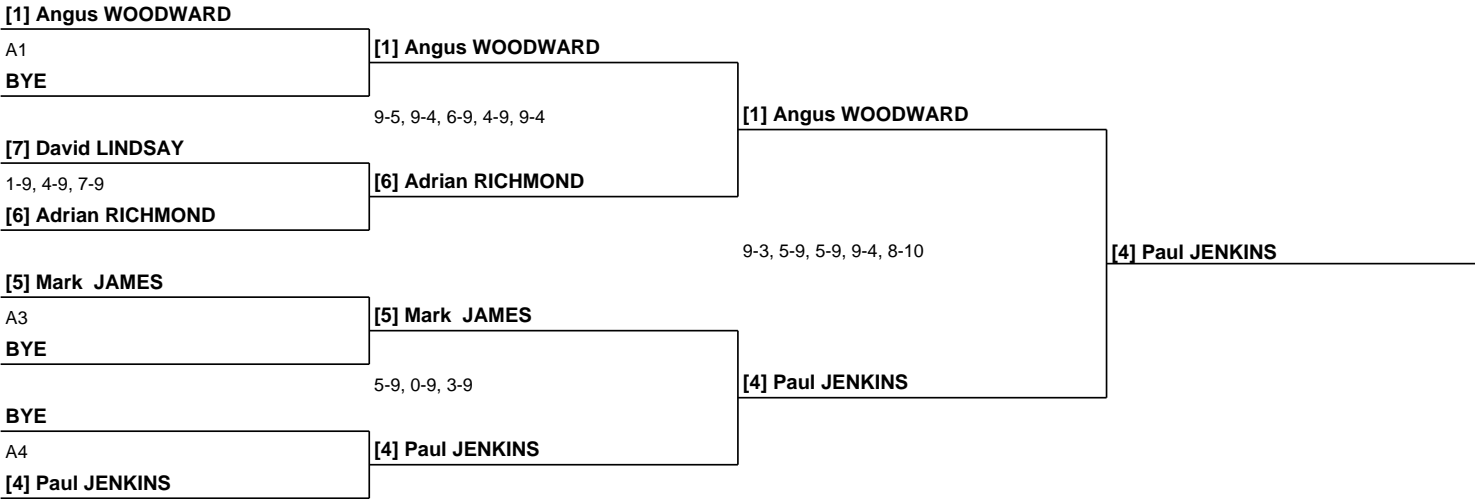 [1] Angus WOODWARD
A1
[1] Angus WOODWARD
BYE
9-5, 9-4, 6-9, 4-9, 9-4
[1] Angus WOODWARD
[7] David LINDSAY
1-9, 4-9, 7-9
[6] Adrian RICHMOND
[6] Adrian RICHMOND
9-3, 5-9, 5-9, 9-4, 8-10
[4] Paul JENKINS
[5] Mark  JAMES
A3
[5] Mark  JAMES
BYE
5-9, 0-9, 3-9
[4] Paul JENKINS
BYE
A4
[4] Paul JENKINS
[4] Paul JENKINS